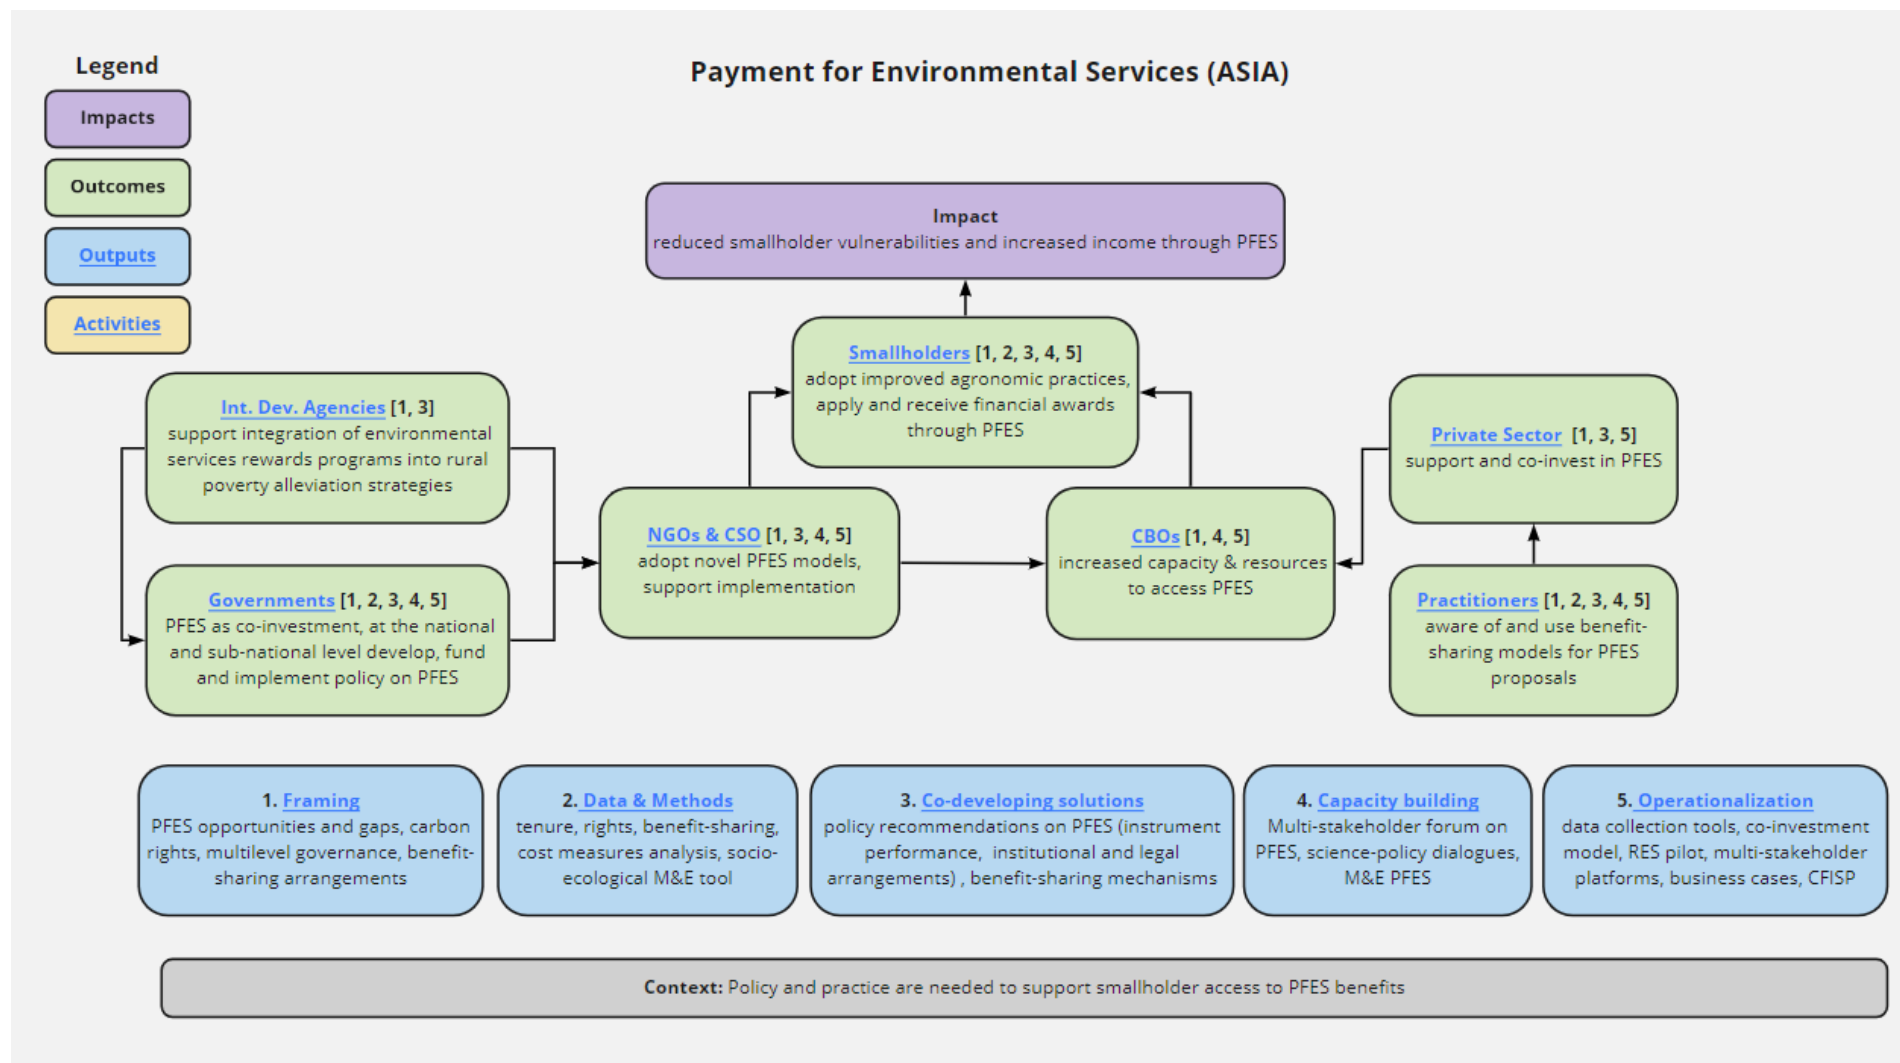 Legend
Impacts
Outcomes
Outputs
Activities
Payment for Environmental Services (ASIA)
Impact
reduced smallholder vulnerabilities and increased income through PFES
Smallholders [1, 2, 3, 4, 5]
adopt improved agronomic practices,
apply and receive financial awards
through PFES
Int. Dev. Agencies [1, 3]
support integration of environmental
services rewards programs into rural
poverty alleviation strategies
Governments [1, 2, 3, 4, 5]
PFES as co-investment, at the national
and sub-national level develop, fund
and implement policy on PFES
NGOs & CSO [1, 3, 4, 5]
adopt novel PFES models,
support implementation
CBOs [1, 4, 5]
increased capacity & resources
to access PFES
Private Sector [1, 3, 5]
support and co-invest in PFES
Practitioners [1, 2, 3, 4, 5]
aware of and use benefit-
sharing models for PFES
proposals
1. Framing
PFES opportunities and gaps, carbon
rights, multilevel governance, benefit-
sharing arrangements
2. Data & Methods
tenure, rights, benefit-sharing,
cost measures analysis, socio-
ecological M&E tool
3. Co-developing solutions
policy recommendations on PFES (instrument
performance, institutional and legal
arrangements) , benefit-sharing mechanisms
4. Capacity building
Multi-stakeholder forum on
PFES, science-policy dialogues,
M&E PFES
5. Operationalization
data collection tools, co-investment
model, RES pilot, multi-stakeholder
platforms, business cases, CFISP
Context: Policy and practice are needed to support smallholder access to PFES benefits